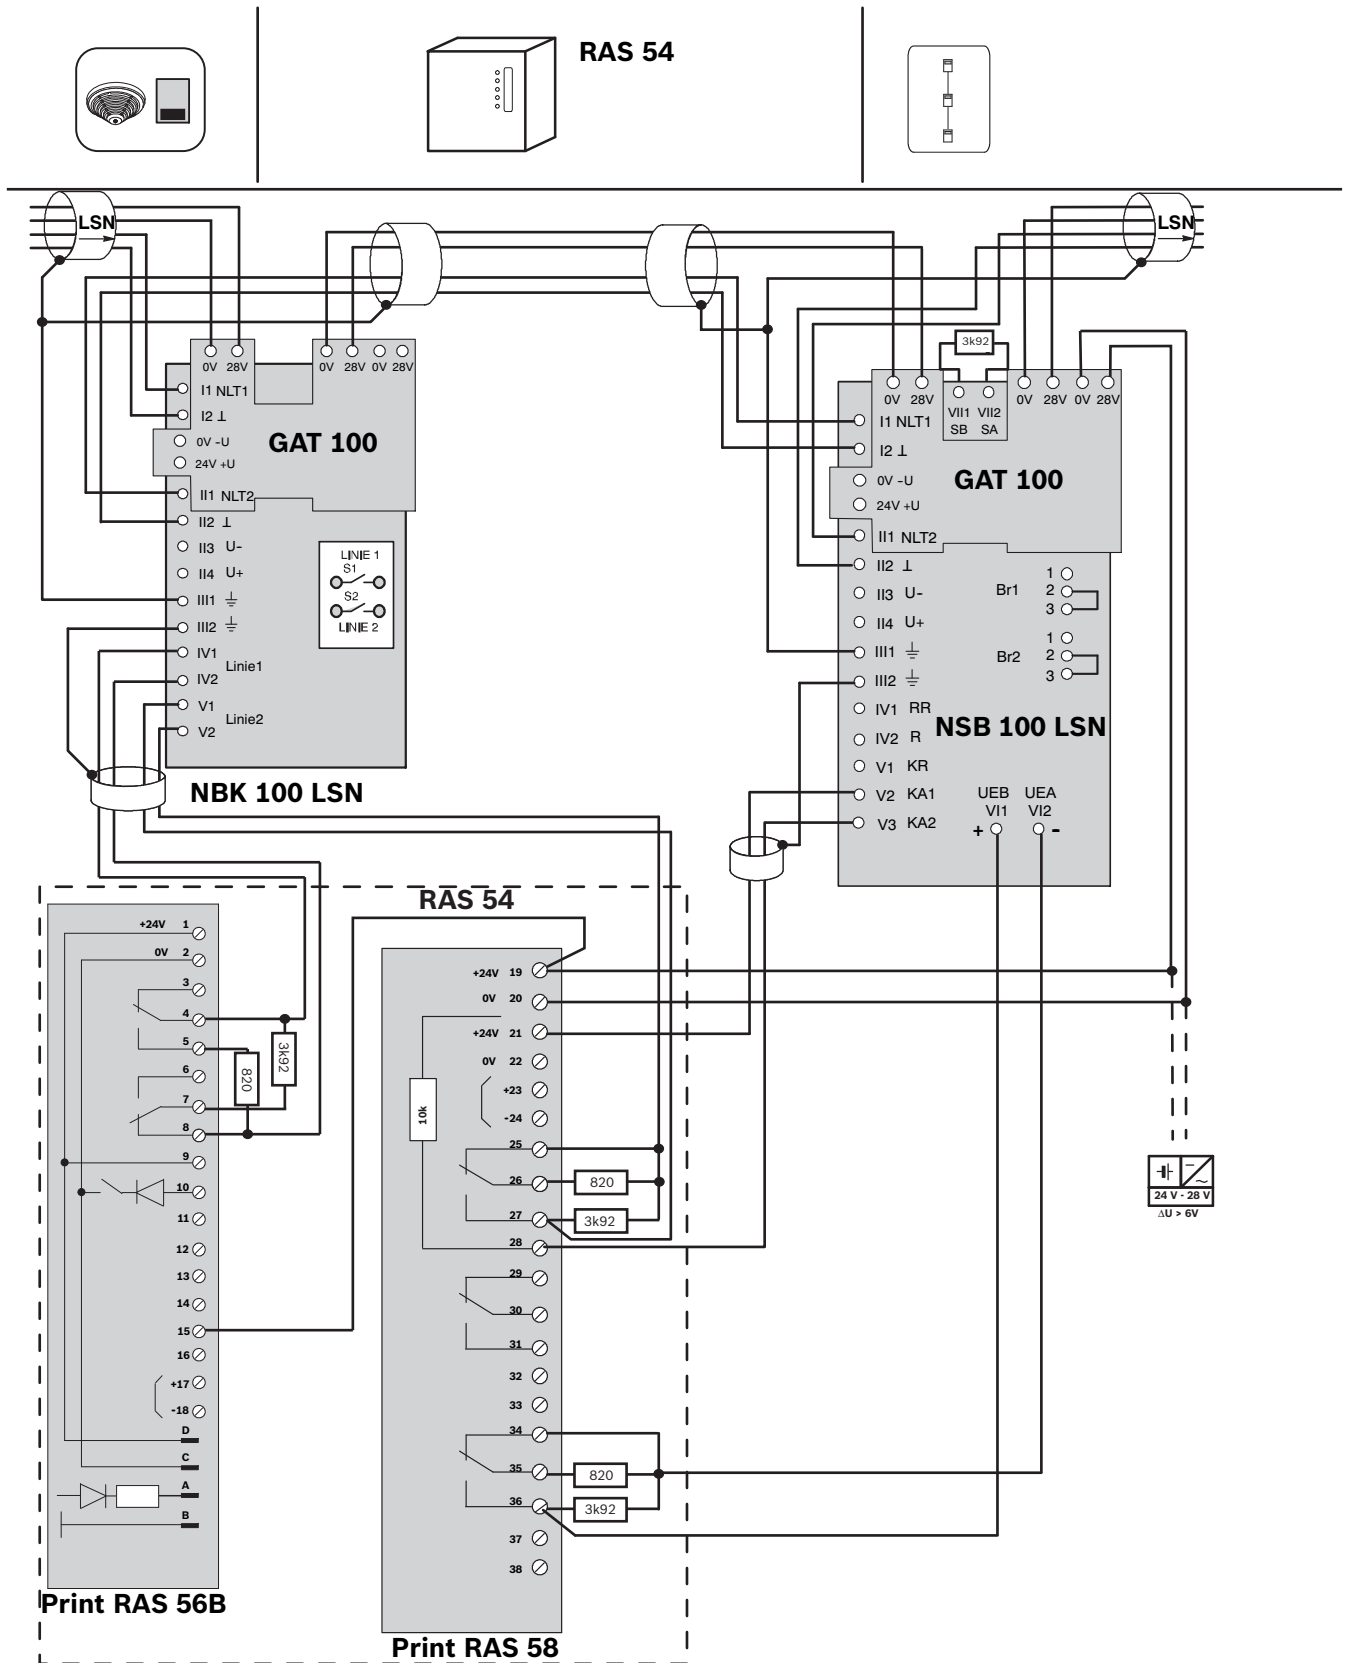 RAS 54
LSN
LSN
0V 28V
0V 28V 0V 28V
I1 NLT1
I2 ⊥
0V -U
24V +U
GAT 100
II1 NLT2
II2 ⊥
II3 U-
II4 U+
III1
III2
IV1
Linie1
IV2
V1
Linie2
V2
LINIE 1
S1
S2
LINIE 2
NBK 100 LSN
3k92
0V 28V
VII1 VII2
SB SA
0V 28V 0V 28V
I1 NLT1
I2 ⊥
0V -U
24V +U
GAT 100
II1 NLT2
II2 ⊥
II3 U-
II4 U+
III1
III2
IV1 RR
IV2 R
V1 KR
V2 KA1
V3 KA2
Br1
1
2
3
Br2
1
2
3
NSB 100 LSN
UEB UEA
VI1 VI2
+ -
RAS 54
+24V 1
0V 2
3
4
5
6
7
8
9
10
11
12
13
14
15
16
+17
-18
D
C
A
B
820
3k92
Print RAS 56B
+24V 19
0V 20
+24V 21
0V 22
+23
-24
10k
25
26
27
28
29
30
31
32
33
34
35
36
37
38
820
3k92
820
3k92
Print RAS 58
24 V - 28 V
ΔU > 6V